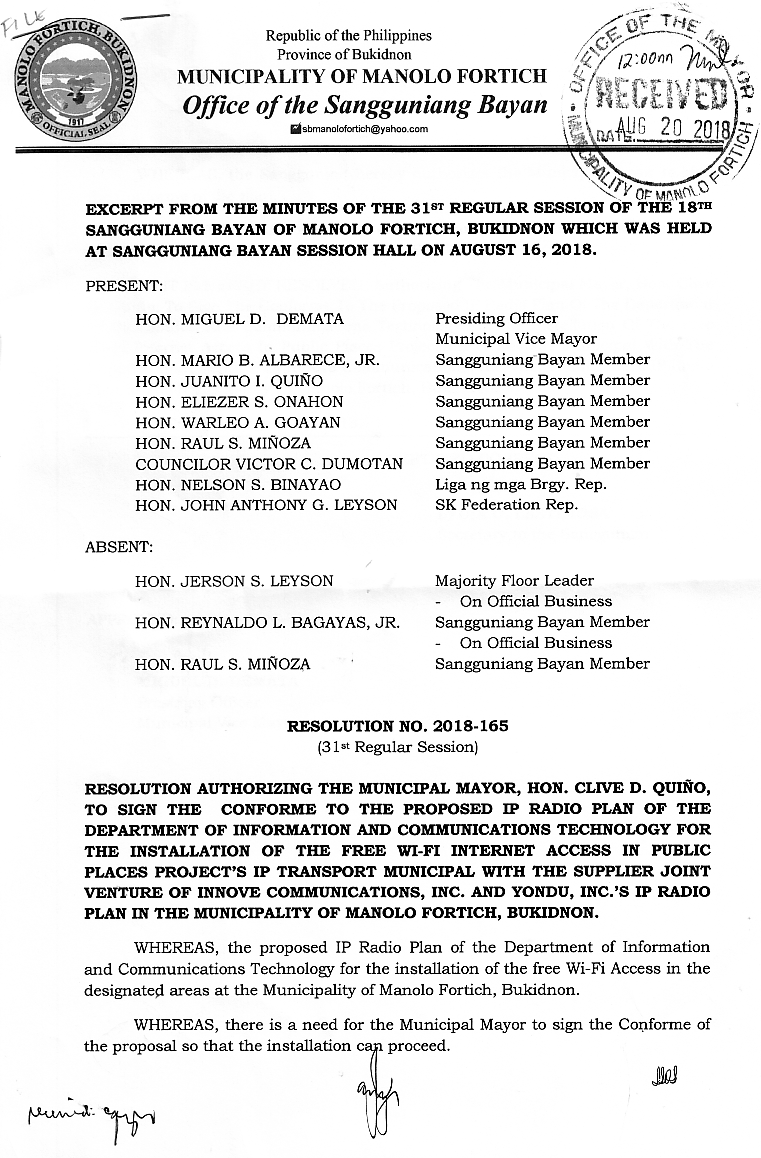 FILE
MANOLO FORTICH, BUKIDNON
1917
OFFICIAL SEAL
Republic of the Philippines
Province of Bukidnon
MUNICIPALITY OF MANOLO FORTICH
Office of the Sangguniang Bayan
sbmanolofortich@yahoo.com
OFFICE OF THE MAYOR
12:00nn
RECEIVED
DATE: AUG 20 2018
MUNICIPALITY OF MANOLO FORTICH
EXCERPT FROM THE MINUTES OF THE 31ST REGULAR SESSION OF THE 18TH
SANGGUNIANG BAYAN OF MANOLO FORTICH, BUKIDNON WHICH WAS HELD
AT SANGGUNIANG BAYAN SESSION HALL ON AUGUST 16, 2018.
PRESENT:
HON. MIGUEL D. DEMATA Presiding Officer
Municipal Vice Mayor
HON. MARIO B. ALBARECE, JR. Sangguniang Bayan Member
HON. JUANITO I. QUIÑO Sangguniang Bayan Member
HON. ELIEZER S. ONAHON Sangguniang Bayan Member
HON. WARLEO A. GOAYAN Sangguniang Bayan Member
HON. RAUL S. MIÑOZA Sangguniang Bayan Member
COUNCILOR VICTOR C. DUMOTAN Sangguniang Bayan Member
HON. NELSON S. BINAYAO Liga ng mga Brgy. Rep.
HON. JOHN ANTHONY G. LEYSON SK Federation Rep.
ABSENT:
HON. JERSON S. LEYSON Majority Floor Leader
- On Official Business
HON. REYNALDO L. BAGAYAS, JR. Sangguniang Bayan Member
- On Official Business
HON. RAUL S. MIÑOZA Sangguniang Bayan Member
RESOLUTION NO. 2018-165
(31st Regular Session)
RESOLUTION AUTHORIZING THE MUNICIPAL MAYOR, HON. CLIVE D. QUIÑO,
TO SIGN THE CONFORME TO THE PROPOSED IP RADIO PLAN OF THE
DEPARTMENT OF INFORMATION AND COMMUNICATIONS TECHNOLOGY FOR
THE INSTALLATION OF THE FREE WI-FI INTERNET ACCESS IN PUBLIC
PLACES PROJECT'S IP TRANSPORT MUNICIPAL WITH THE SUPPLIER JOINT
VENTURE OF INNOVE COMMUNICATIONS, INC. AND YONDU, INC.'S IP RADIO
PLAN IN THE MUNICIPALITY OF MANOLO FORTICH, BUKIDNON.
WHEREAS, the proposed IP Radio Plan of the Department of Information
and Communications Technology for the installation of the free Wi-Fi Access in the
designated areas at the Municipality of Manolo Fortich, Bukidnon.
WHEREAS, there is a need for the Municipal Mayor to sign the Conforme of
the proposal so that the installation can proceed.